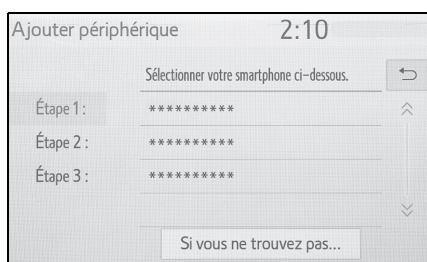 Ajouter périphérique 2:10
Sélectionner votre smartphone ci-dessous.
Étape 1 : **********
Étape 2 : **********
Étape 3 : **********
Si vous ne trouvez pas...